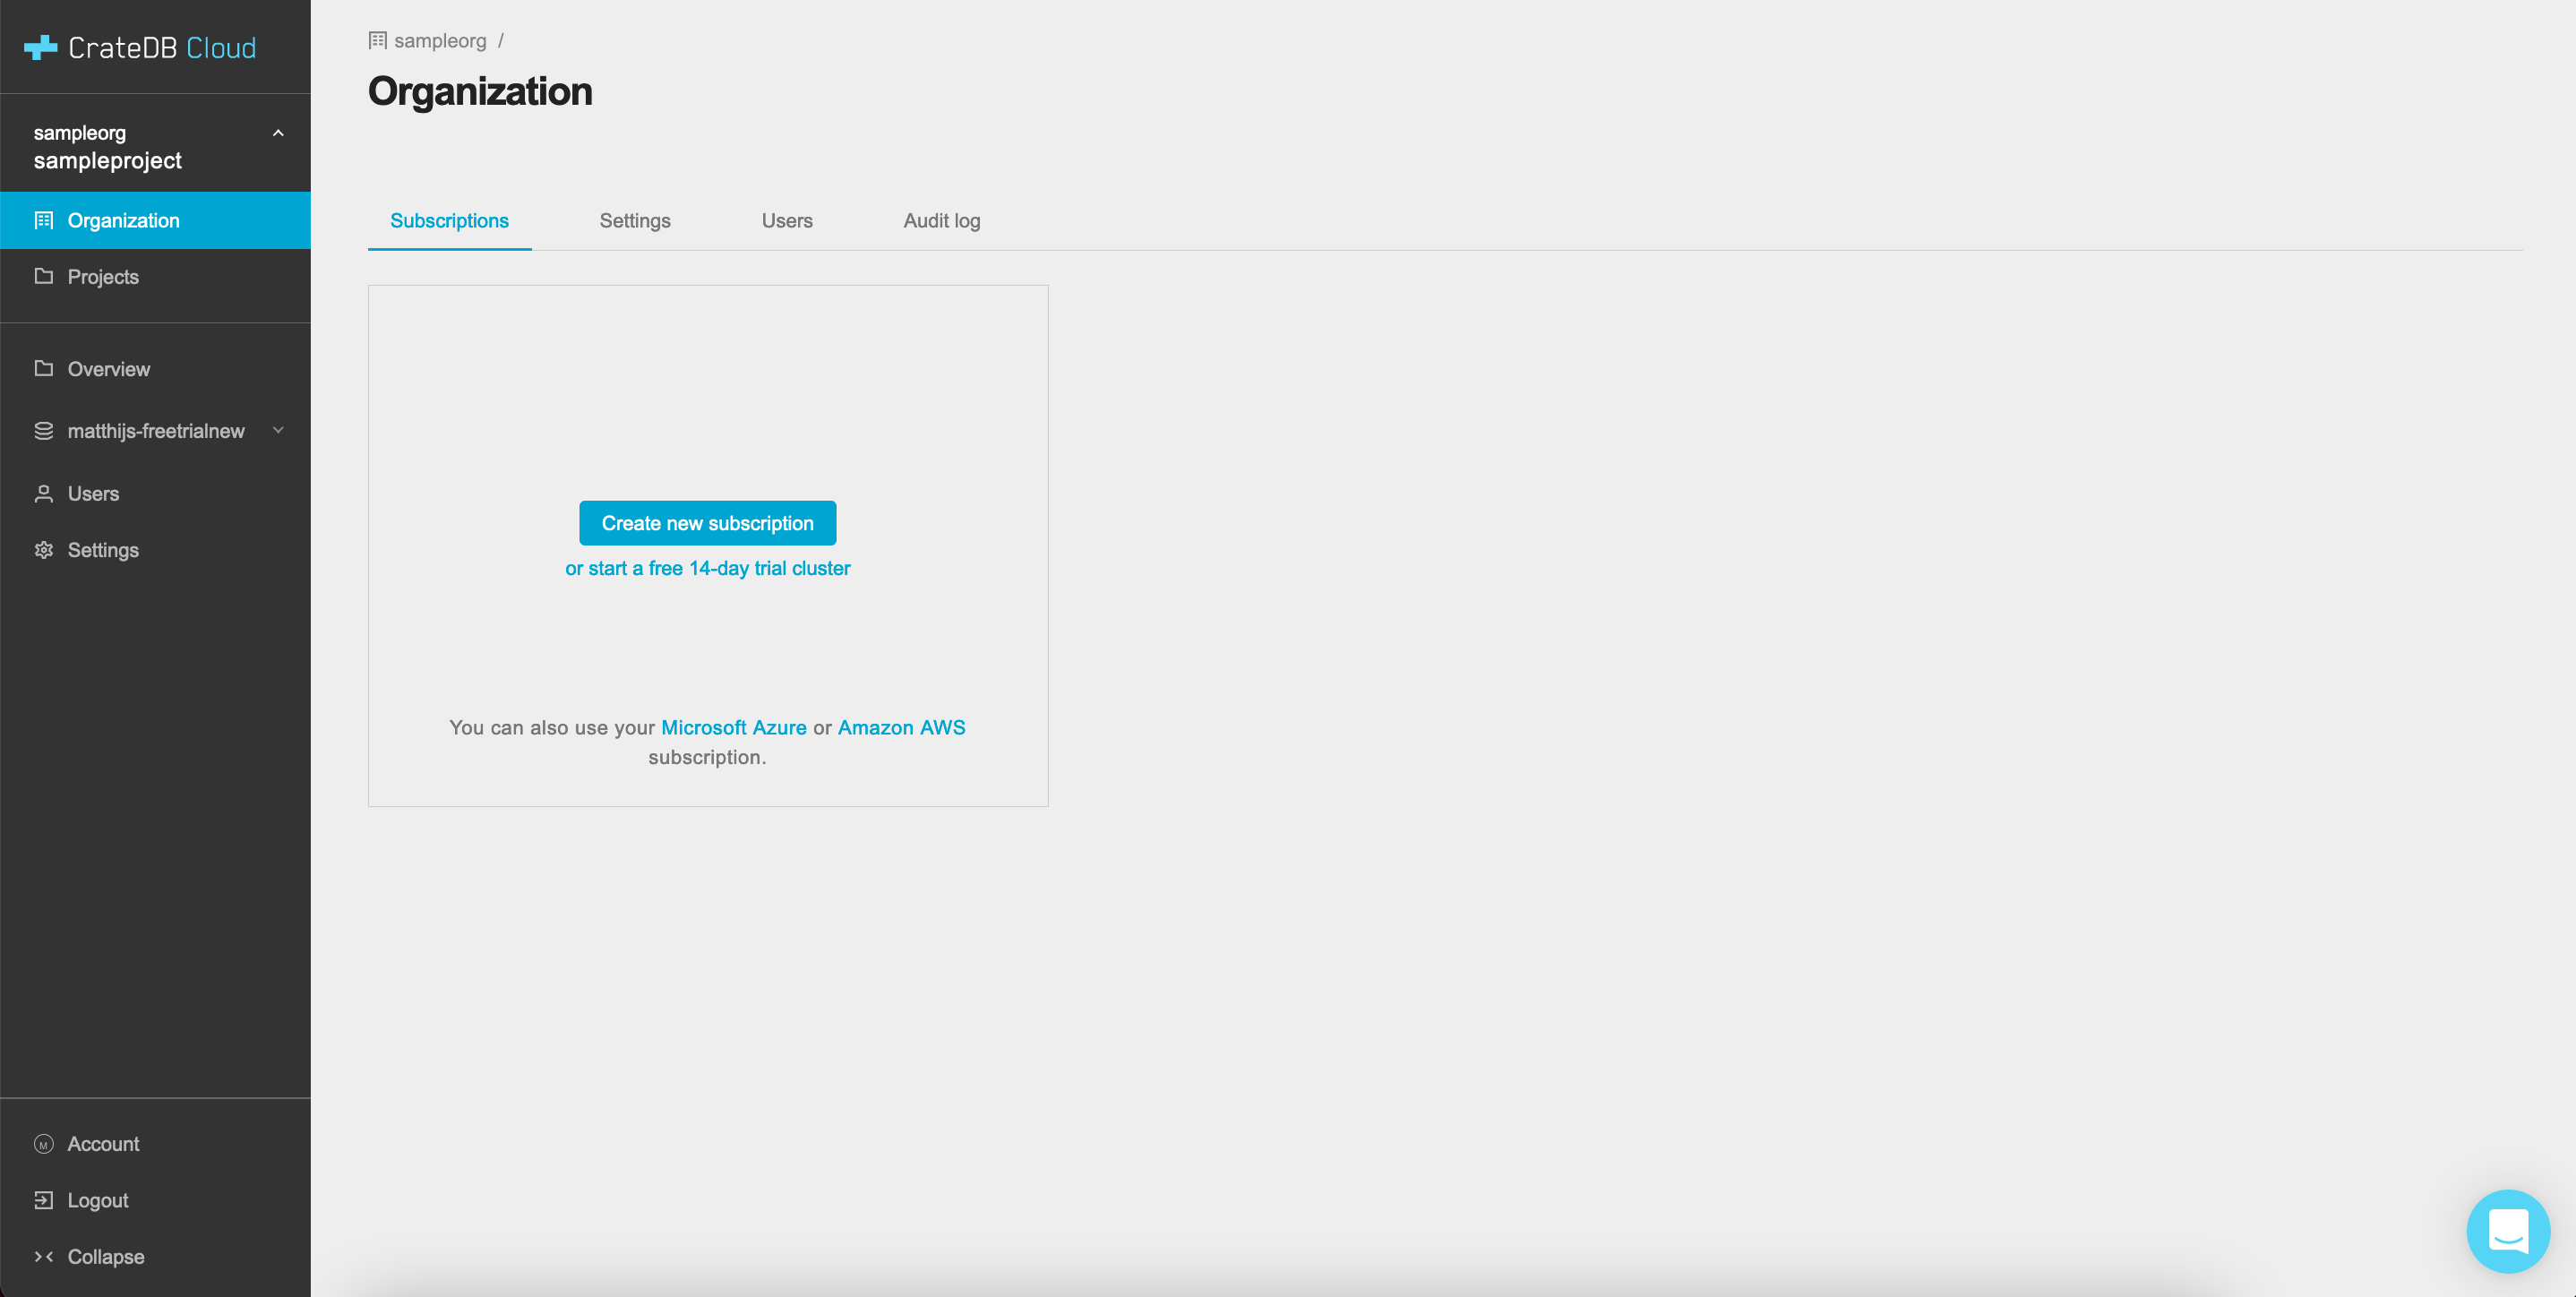 CrateDB Cloud
sampleorg
sampleproject
Organization
Projects
Overview
matthijs-freetrialnew
Users
Settings
M Account
Logout
Collapse
sampleorg /
Organization
Subscriptions Settings Users Audit log
Create new subscription
or start a free 14-day trial cluster
You can also use your Microsoft Azure or Amazon AWS
subscription.